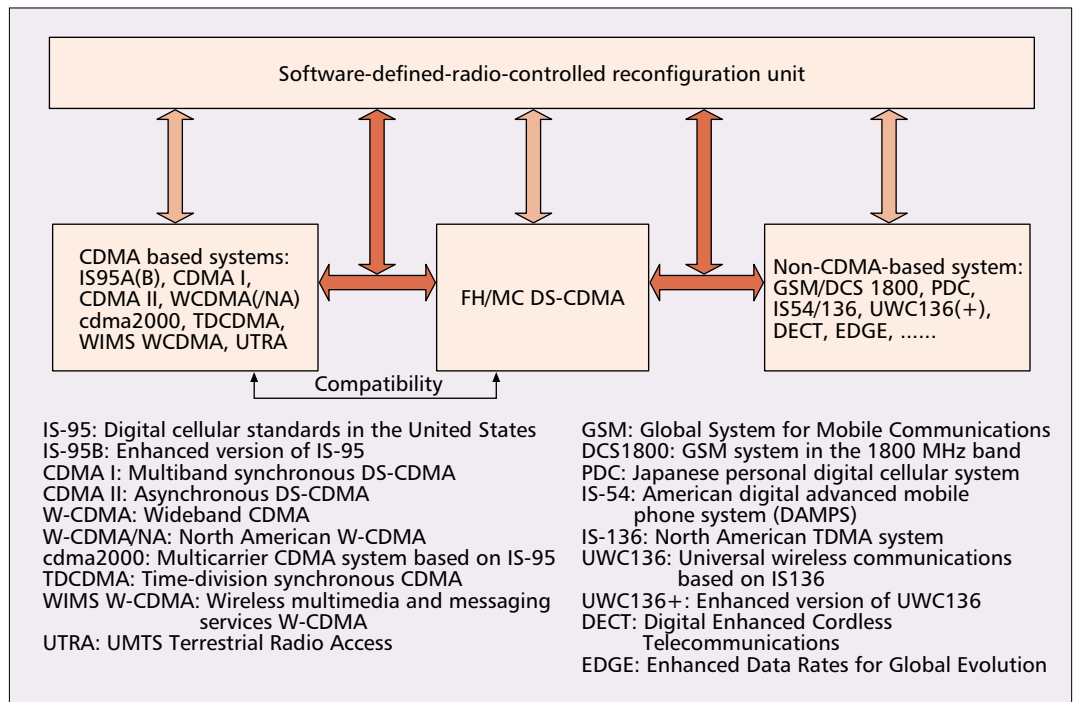 Software-defined-radio-controlled reconfiguration unit
CDMA based systems:
IS95A(B), CDMA I,
CDMA II, WCDMA(/NA)
cdma2000, TDCDMA,
WIMS WCDMA, UTRA
FH/MC DS-CDMA
Non-CDMA-based system:
GSM/DCS 1800, PDC,
IS54/136, UWC136(+),
DECT, EDGE, ......
Compatibility
IS-95: Digital cellular standards in the United States
IS-95B: Enhanced version of IS-95
CDMA I: Multiband synchronous DS-CDMA
CDMA II: Asynchronous DS-CDMA
W-CDMA: Wideband CDMA
W-CDMA/NA: North American W-CDMA
cdma2000: Multicarrier CDMA system based on IS-95
TDCDMA: Time-division synchronous CDMA
WIMS W-CDMA: Wireless multimedia and messaging
services W-CDMA
UTRA: UMTS Terrestrial Radio Access
GSM: Global System for Mobile Communications
DCS1800: GSM system in the 1800 MHz band
PDC: Japanese personal digital cellular system
IS-54: American digital advanced mobile
phone system (DAMPS)
IS-136: North American TDMA system
UWC136: Universal wireless communications
based on IS136
UWC136+: Enhanced version of UWC136
DECT: Digital Enhanced Cordless
Telecommunications
EDGE: Enhanced Data Rates for Global Evolution